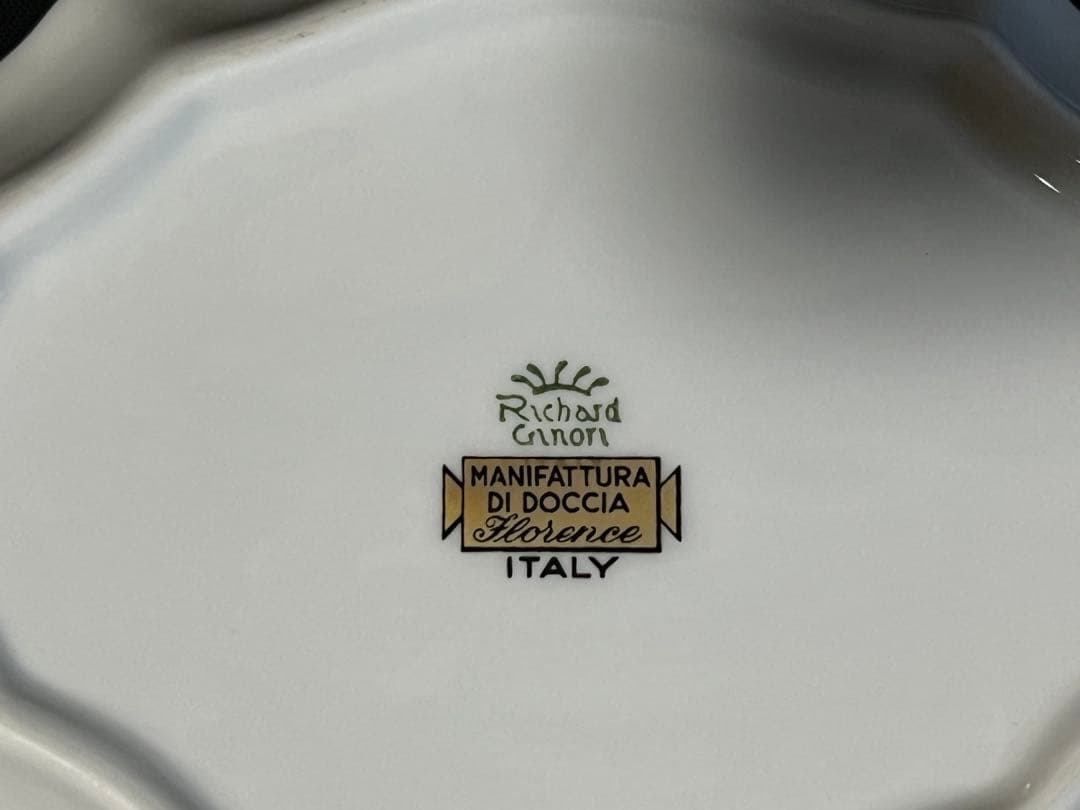 Richard
Ginori
MANIFATTURA
DI DOCCIA
Florence
ITALY